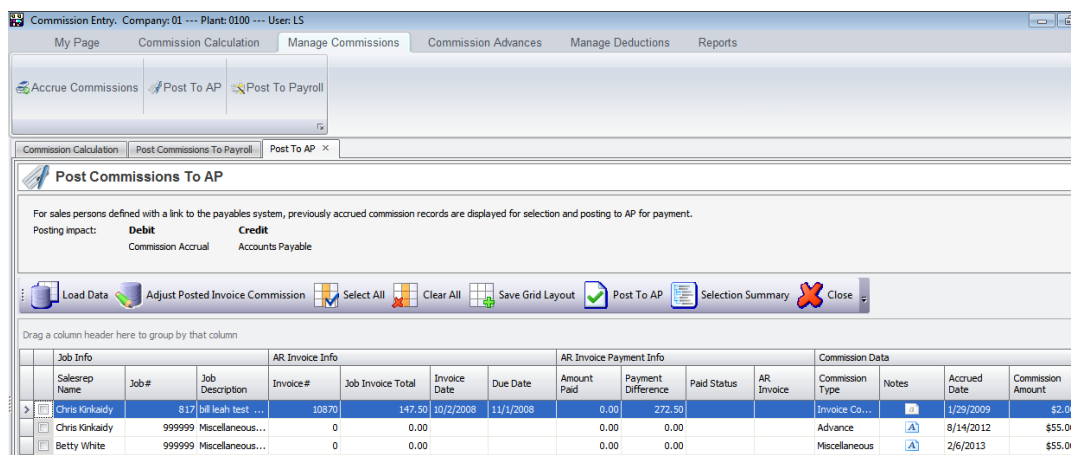 Commission Entry. Company: 01 --- Plant: 0100 --- User: LS
My Page Commission Calculation Manage Commissions Commission Advances Manage Deductions Reports
Accrue Commissions Post To AP Post To Payroll
Commission Calculation Post Commissions To Payroll Post To AP ×
Post Commissions To AP
For sales persons defined with a link to the payables system, previously accrued commission records are displayed for selection and posting to AP for payment.
Posting impact: Debit Credit
Commission Accrual Accounts Payable
Load Data Adjust Posted Invoice Commission Select All Clear All Save Grid Layout Post To AP Selection Summary Close
Drag a column header here to group by that column
Job Info AR Invoice Info AR Invoice Payment Info Commission Data
Salesrep Name Job# Job Description Invoice# Job Invoice Total Invoice Date Due Date Amount Paid Payment Difference Paid Status AR Invoice Commission Type Notes Accrued Date Commission Amount
Chris Kinkaidy 817 bill leah test ... 10870 147.50 10/2/2008 11/1/2008 0.00 272.50 Invoice Co... 1/29/2009 $2.00
Chris Kinkaidy 999999 Miscellaneous... 0 0.00 0.00 0.00 Advance A 8/14/2012 $55.00
Betty White 999999 Miscellaneous... 0 0.00 0.00 0.00 Miscellaneous A 2/6/2013 $55.00